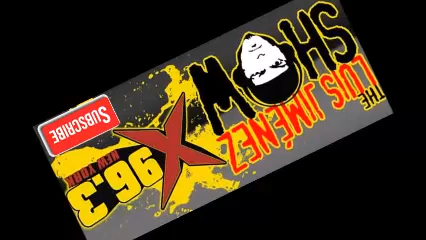 THE
LUIS JIMÉNEZ
SHOW
X
96.3
NEW YORK
SUBSCRIBE